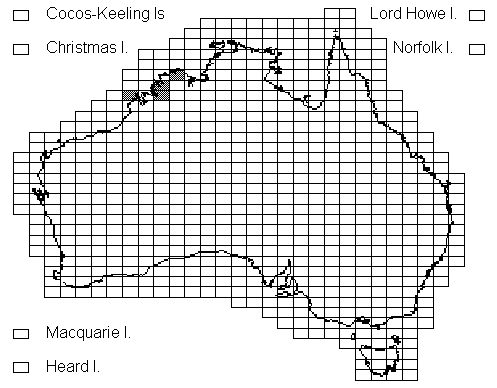 Cocos-Keeling Is
Lord Howe I.
Christmas I.
Norfolk I.
Macquarie I.
Heard I.